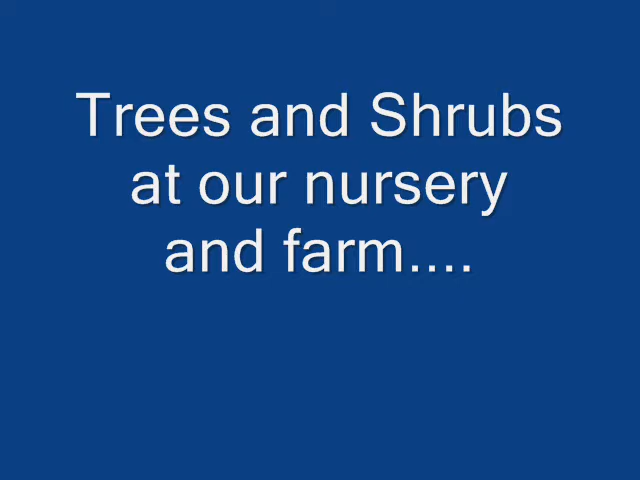 Trees and Shrubs
at our nursery
and farm....